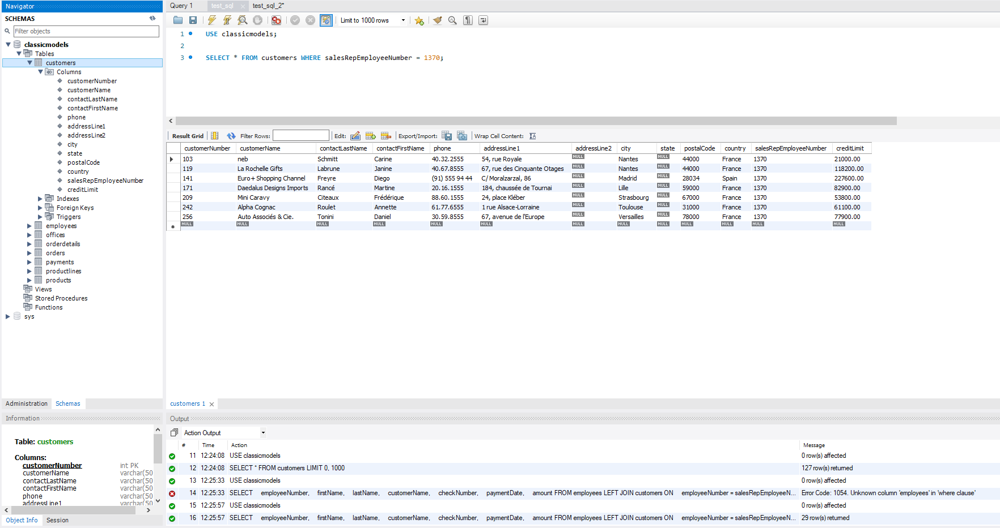 Navigator
SCHEMAS
Filter objects
classicmodels
Tables
customers
Columns
customerNumber
customerName
contactLastName
contactFirstName
phone
addressLine1
addressLine2
city
state
postalCode
country
salesRepEmployeeNumber
creditLimit
Indexes
Foreign Keys
Triggers
employees
offices
orderdetails
orders
payments
productlines
products
Views
Stored Procedures
Functions
sys
Administration Schemas
Information
Table: customers
Columns:
customerNumber int PK
customerName varchar(50
contactLastName varchar(50
contactFirstName varchar(50
phone varchar(50
addressLine1 varchar(50
Object Info Session
Query 1 test_sql test_sql_2*
Limit to 1000 rows
1 USE classicmodels;
2
3 SELECT * FROM customers WHERE salesRepEmployeeNumber = 1370;
Result Grid Filter Rows: Edit: Export/Import: Wrap Cell Content:
customerNumber customerName contactLastName contactFirstName phone addressLine1 addressLine2 city state postalCode country salesRepEmployeeNumber creditLimit
103 neb Schmitt Carine 40.32.2555 54, rue Royale NULL Nantes NULL 44000 France 1370 21000.00
119 La Rochelle Gifts Labrune Janine 40.67.8555 67, rue des Cinquante Otages NULL Nantes NULL 44000 France 1370 118200.00
141 Euro+ Shopping Channel Freyre Diego (91) 555 94 44 C/ Moralzarzal, 86 NULL Madrid NULL 28034 Spain 1370 227600.00
171 Daedalus Designs Imports Rancé Martine 20.16.1555 184, chaussée de Tournai NULL Lille NULL 59000 France 1370 82900.00
209 Mini Caravy Citeaux Frédérique 88.60.1555 24, place Kléber NULL Strasbourg NULL 67000 France 1370 53800.00
242 Alpha Cognac Roulet Annette 61.77.6555 1 rue Alsace-Lorraine NULL Toulouse NULL 31000 France 1370 61100.00
256 Auto Associés & Cie. Tonini Daniel 30.59.8555 67, avenue de l'Europe NULL Versailles NULL 78000 France 1370 77900.00
NULL NULL NULL NULL NULL NULL NULL NULL NULL NULL NULL NULL NULL
customers 1
Output
Action Output
# Time Action Message
11 12:24:08 USE classicmodels 0 row(s) affected
12 12:24:08 SELECT * FROM customers LIMIT 0, 1000 127 row(s) returned
13 12:25:33 USE classicmodels 0 row(s) affected
14 12:25:33 SELECT employeeNumber, firstName, lastName, customerName, checkNumber, paymentDate, amount FROM employees LEFT JOIN customers ON employeeNumber = salesRepEmployeeN... Error Code: 1054. Unknown column 'employees' in 'where clause'
15 12:25:57 USE classicmodels 0 row(s) affected
16 12:25:57 SELECT employeeNumber, firstName, lastName, customerName, checkNumber, paymentDate, amount FROM employees LEFT JOIN customers ON employeeNumber = salesRepEmployeeN... 29 row(s) returned